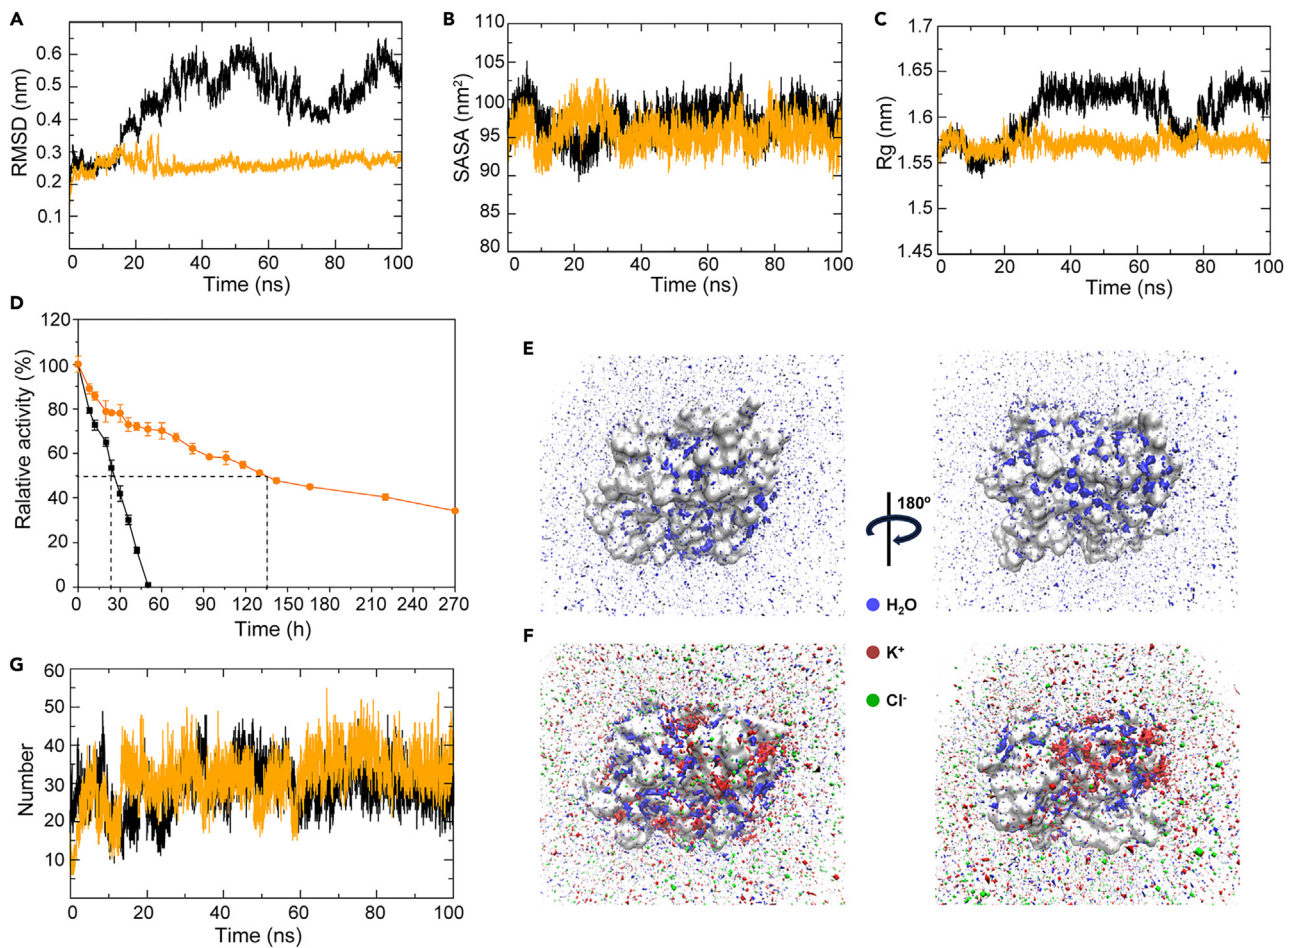 A
0.6
0.5
0.4
0.3
0.2
0.1
RMSD (nm)
0 20 40 60 80 100
Time (ns)
B
110
105
100
95
90
85
80
SASA (nm²)
0 20 40 60 80 100
Time (ns)
C
1.7
1.65
1.6
1.55
1.5
1.45
Rg (nm)
0 20 40 60 80 100
Time (ns)
D
120
100
80
60
40
20
0
Ralative activity (%)
0 30 60 90 120 150 180 210 240 270
Time (h)
E
180º
H₂O
K⁺
Cl⁻
F
G
60
50
40
30
20
10
Number
0 20 40 60 80 100
Time (ns)